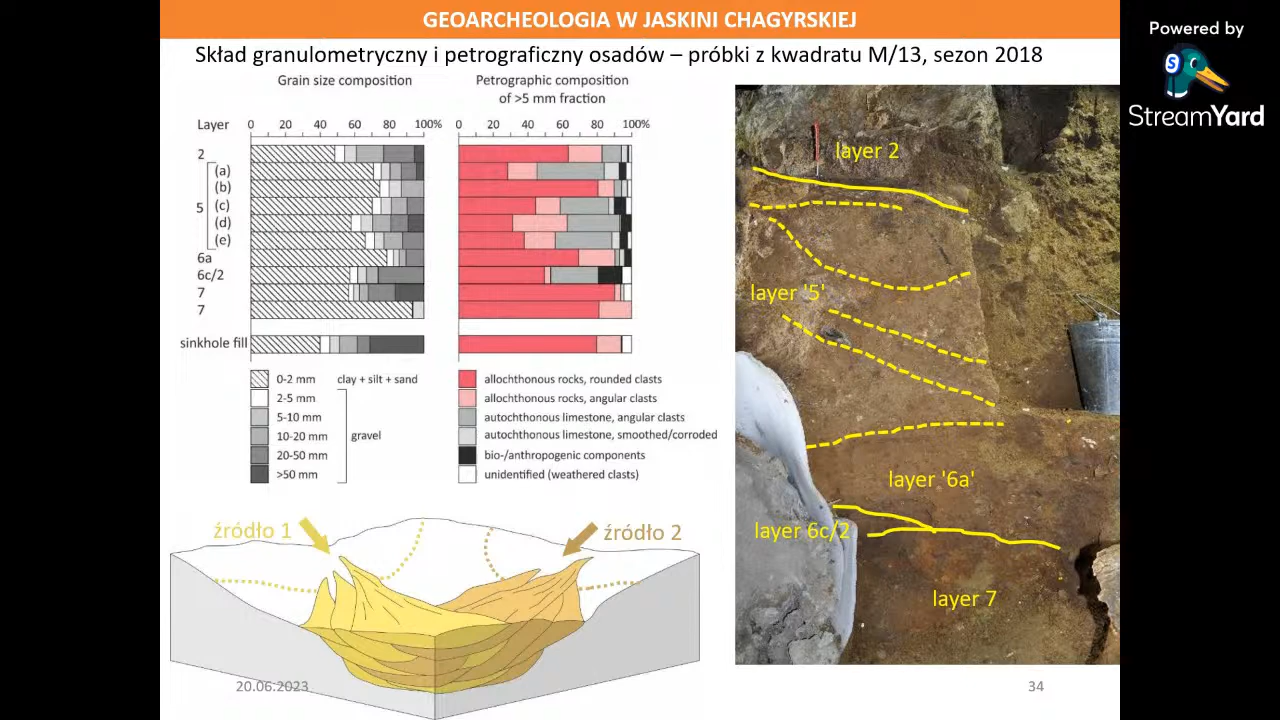 GEOARCHEOLOGIA W JASKINI CHAGYRSKIEJ
Skład granulometryczny i petrograficzny osadów – próbki z kwadratu M/13, sezon 2018
Powered by
S
StreamYard
Grain size composition
Petrographic composition
of >5 mm fraction
Layer
0 20 40 60 80 100%
0 20 40 60 80 100%
2
(a)
(b)
5 (c)
(d)
(e)
6a
6c/2
7
7
sinkhole fill
0-2 mm clay + silt + sand
2-5 mm
5-10 mm
10-20 mm gravel
20-50 mm
>50 mm
allochthonous rocks, rounded clasts
allochthonous rocks, angular clasts
autochthonous limestone, angular clasts
autochthonous limestone, smoothed/corroded
bio-/anthropogenic components
unidentified (weathered clasts)
layer 2
layer '5'
layer '6a'
layer 6c/2
layer 7
źródło 1
źródło 2
20.06.2023
34